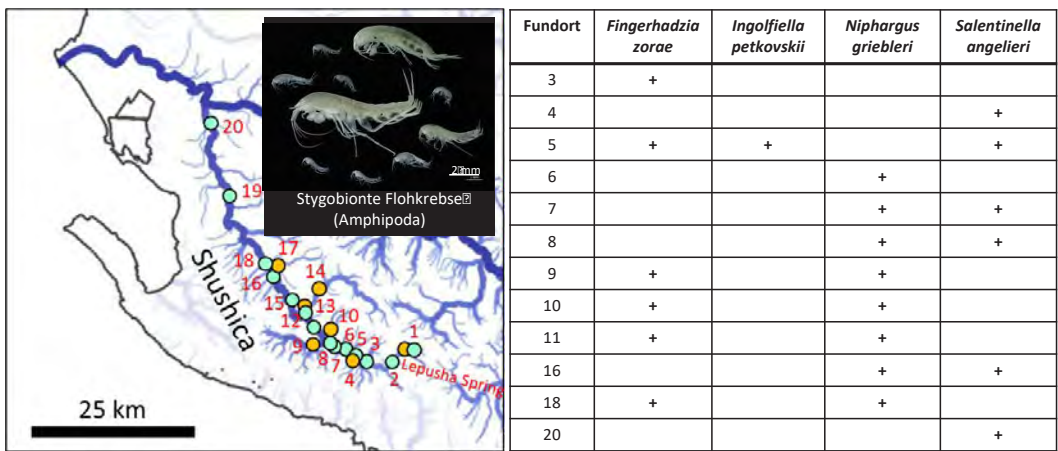 20
19
18
17
16
14
15
13
12
10
9
8
7
6
5
3
4
2
1
Lepusha Spring
Shushica
25 km
2 mm
Stygobionte Flohkrebse
(Amphipoda)
Fundort Fingerhadzia zorae Ingolfiella petkovskii Niphargus griebleri Salentinella angelieri
3 +
4 +
5 + + +
6 +
7 + +
8 + +
9 + +
10 + +
11 + +
16 + +
18 + +
20 +